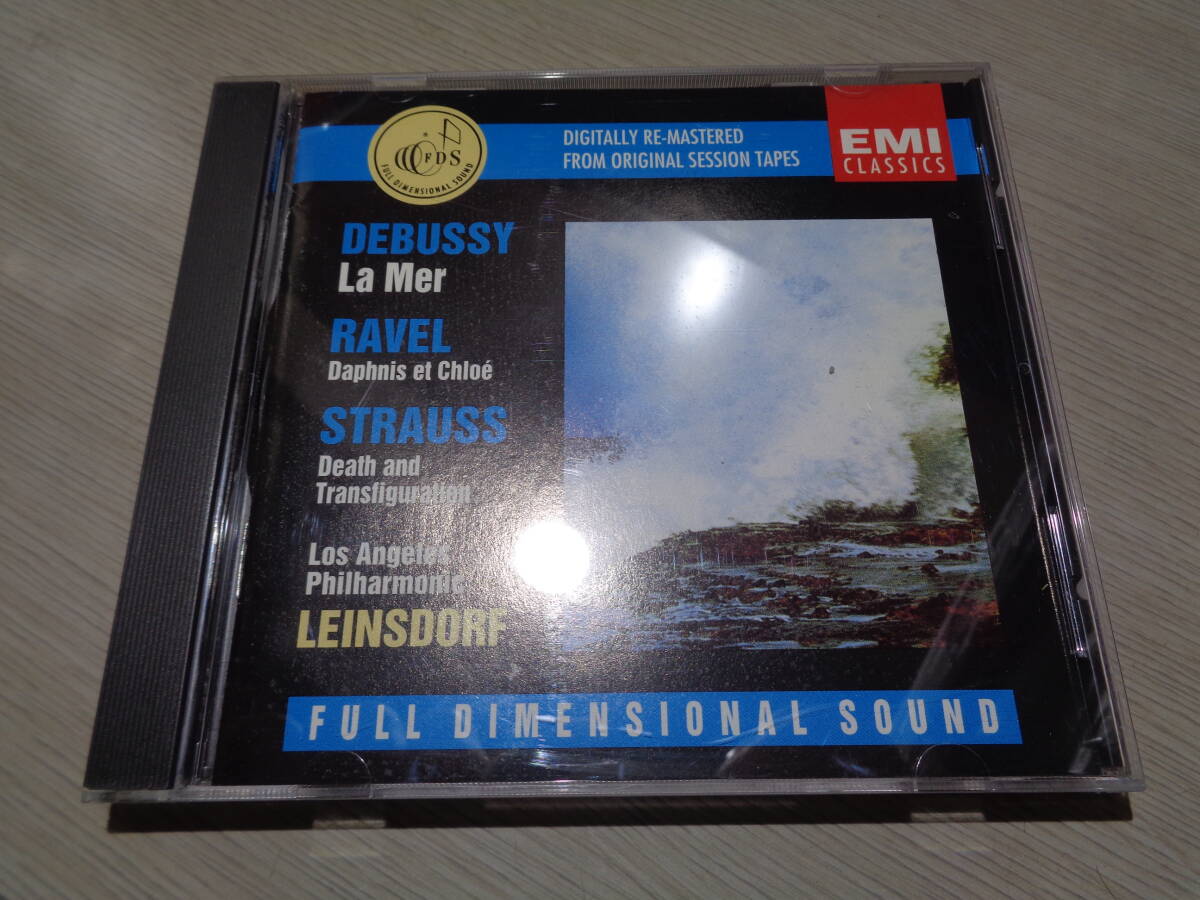 FDS
FULL DIMENSIONAL SOUND
DIGITALLY RE-MASTERED
FROM ORIGINAL SESSION TAPES
EMI
CLASSICS
DEBUSSY
La Mer
RAVEL
Daphnis et Chloé
STRAUSS
Death and
Transfiguration
Los Angeles
Philharmonic
LEINSDORF
FULL DIMENSIONAL SOUND